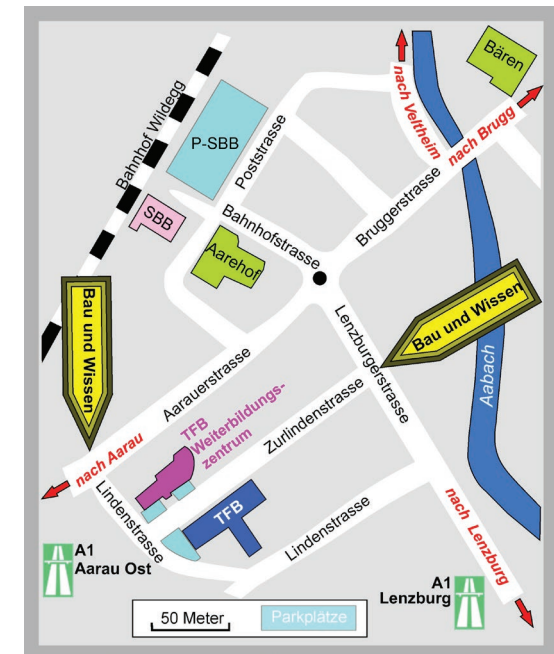 Bären
nach Veltheim
nach Brugg
Bahnhof Wildegg
P-SBB
Poststrasse
SBB
Bahnhofstrasse
Bruggerstrasse
Aarehof
Bau und Wissen
Bau und Wissen
Aarauerstrasse
Lenzburgerstrasse
Aabach
TFB
Weiterbildungs-
zentrum
Zurlindenstrasse
nach Aarau
Lindenstrasse
TFB
Lindenstrasse
nach Lenzburg
A1
Aarau Ost
A1
Lenzburg
50 Meter
Parkplätze